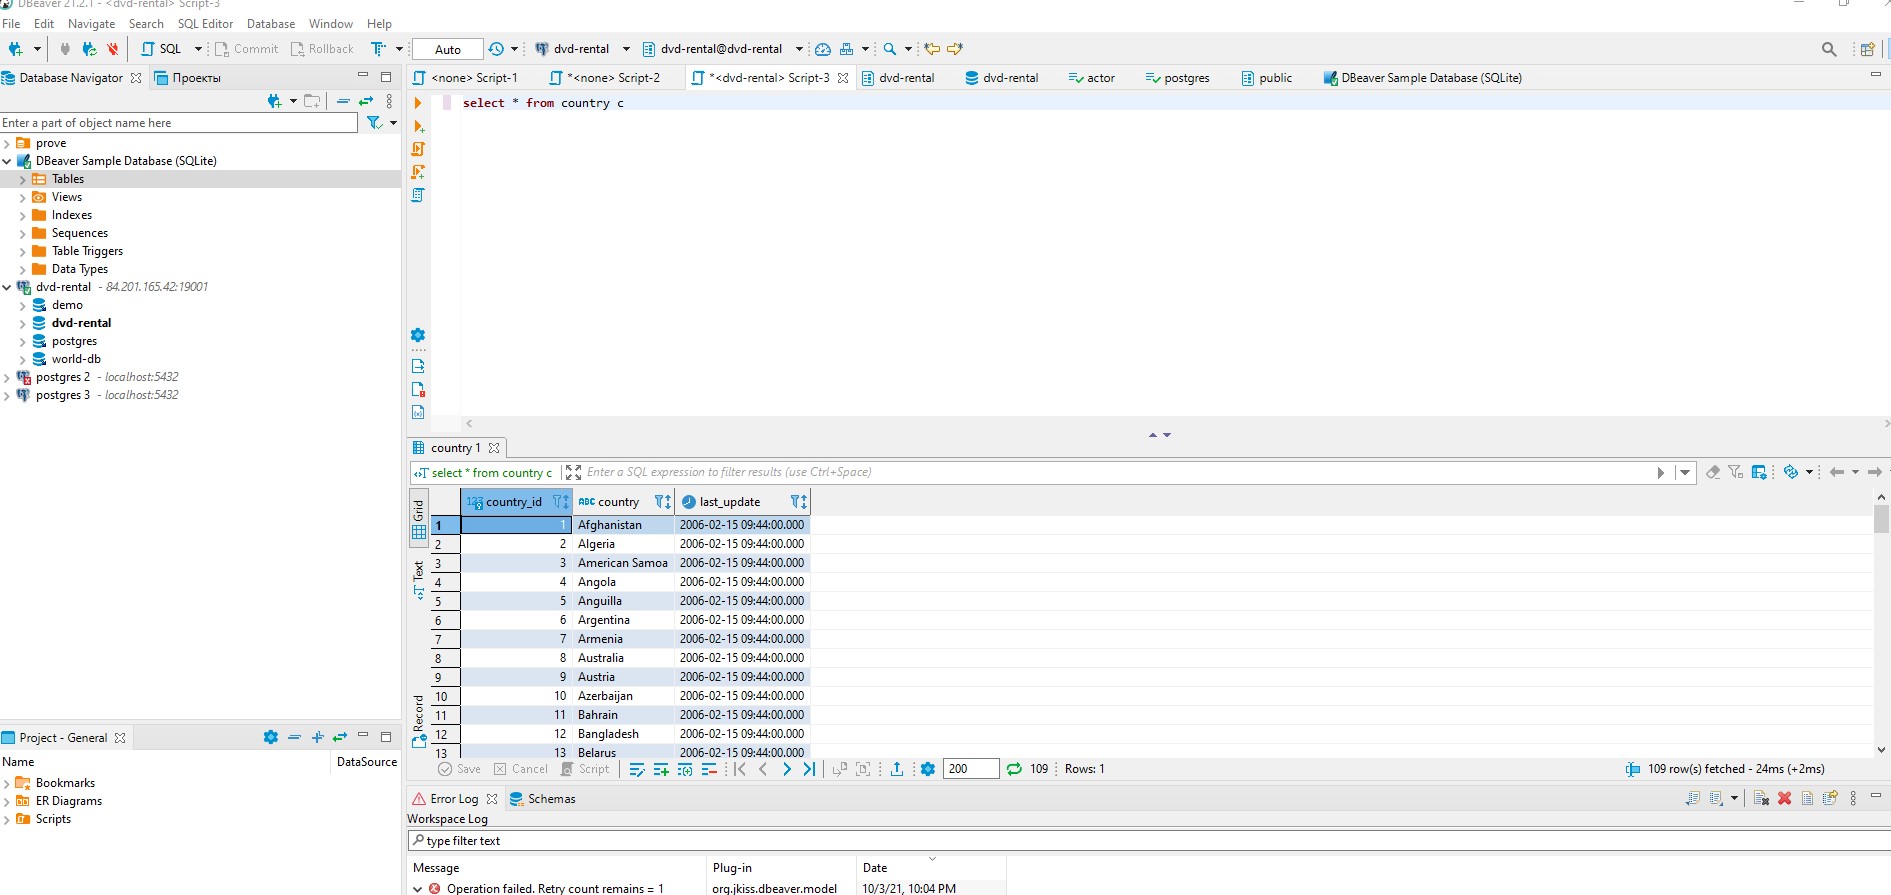 DBeaver 21.2.1 - <dvd-rental> Script-3
File Edit Navigate Search SQL Editor Database Window Help
SQL Commit Rollback Auto dvd-rental dvd-rental@dvd-rental
Database Navigator Проекты
Enter a part of object name here
prove
DBeaver Sample Database (SQLite)
Tables
Views
Indexes
Sequences
Table Triggers
Data Types
dvd-rental - 84.201.165.42:19001
demo
dvd-rental
postgres
world-db
postgres 2 - localhost:5432
postgres 3 - localhost:5432
Project - General
Name DataSource
Bookmarks
ER Diagrams
Scripts
<none> Script-1 *<none> Script-2 *<dvd-rental> Script-3 dvd-rental dvd-rental actor postgres public DBeaver Sample Database (SQLite)
select * from country c
country 1
select * from country c Enter a SQL expression to filter results (use Ctrl+Space)
Grid
Text
Record
123 country_id ABC country last_update
1 1 Afghanistan 2006-02-15 09:44:00.000
2 2 Algeria 2006-02-15 09:44:00.000
3 3 American Samoa 2006-02-15 09:44:00.000
4 4 Angola 2006-02-15 09:44:00.000
5 5 Anguilla 2006-02-15 09:44:00.000
6 6 Argentina 2006-02-15 09:44:00.000
7 7 Armenia 2006-02-15 09:44:00.000
8 8 Australia 2006-02-15 09:44:00.000
9 9 Austria 2006-02-15 09:44:00.000
10 10 Azerbaijan 2006-02-15 09:44:00.000
11 11 Bahrain 2006-02-15 09:44:00.000
12 12 Bangladesh 2006-02-15 09:44:00.000
13 13 Belarus 2006-02-15 09:44:00.000
Save Cancel Script 200 109 Rows: 1 109 row(s) fetched - 24ms (+2ms)
Error Log Schemas
Workspace Log
type filter text
Message Plug-in Date
Operation failed. Retry count remains = 1 org.jkiss.dbeaver.model 10/3/21, 10:04 PM